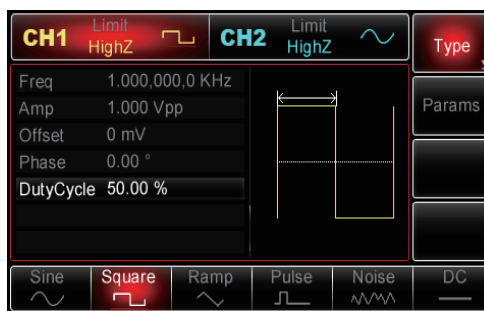 CH1 Limit HighZ
CH2 Limit HighZ
Type
Freq 1.000,000,0 KHz
Amp 1.000 Vpp
Offset 0 mV
Phase 0.00 °
DutyCycle 50.00 %
Params
Sine Square Ramp Pulse Noise DC